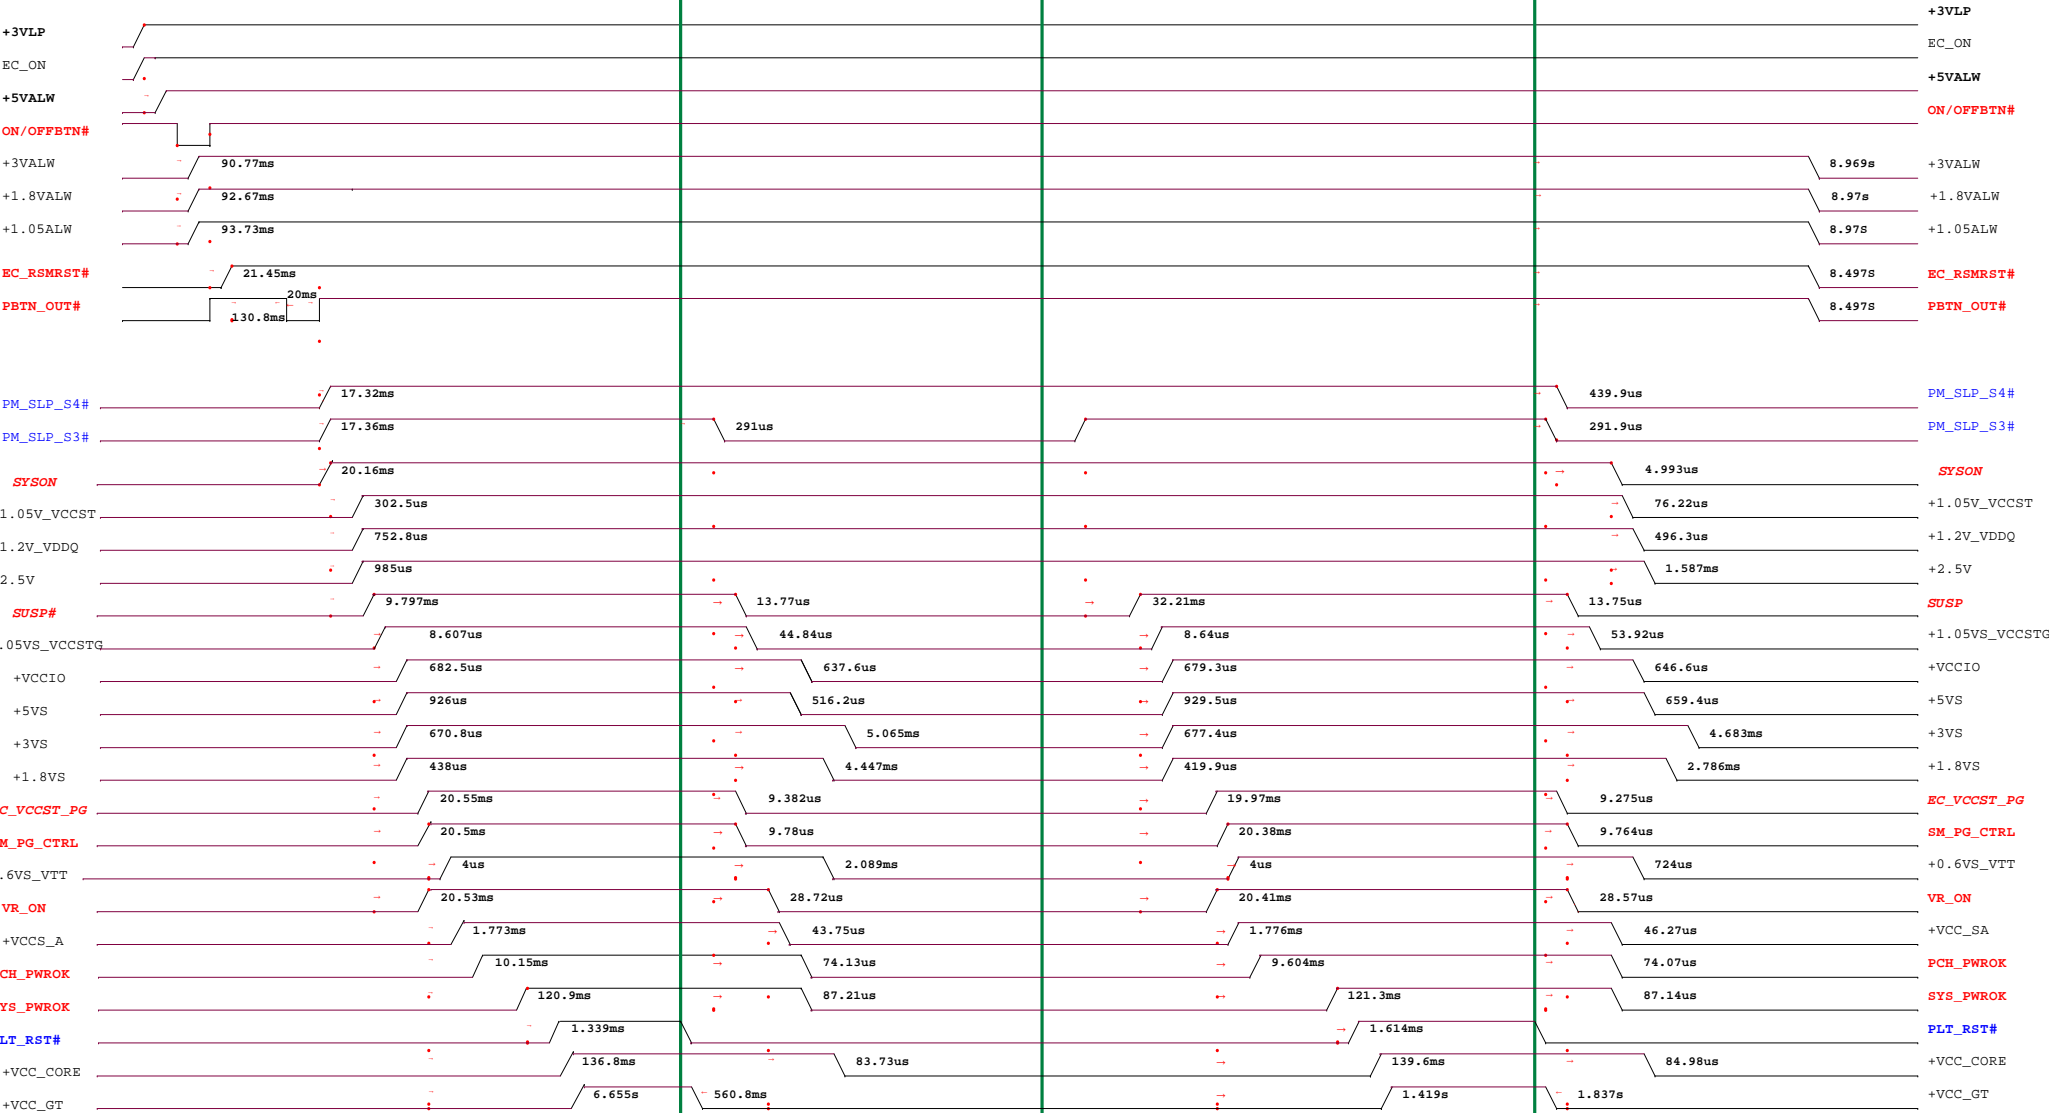 +3VLP
+3VLP
EC_ON
EC_ON
+5VALW
+5VALW
ON/OFFBTN#
ON/OFFBTN#
+3VALW 90.77ms 8.969s +3VALW
+1.8VALW 92.67ms 8.97s +1.8VALW
+1.05ALW 93.73ms 8.97S +1.05ALW
EC_RSMRST# 21.45ms 8.497S EC_RSMRST#
20ms
PBTN_OUT# 130.8ms 8.497S PBTN_OUT#
PM_SLP_S4# 17.32ms 439.9us PM_SLP_S4#
PM_SLP_S3# 17.36ms 291us 291.9us PM_SLP_S3#
SYSON 20.16ms 4.993us SYSON
1.05V_VCCST 302.5us 76.22us +1.05V_VCCST
1.2V_VDDQ 752.8us 496.3us +1.2V_VDDQ
2.5V 985us 1.587ms +2.5V
SUSP# 9.797ms 13.77us 32.21ms 13.75us SUSP
.05VS_VCCSTG 8.607us 44.84us 8.64us 53.92us +1.05VS_VCCSTG
+VCCIO 682.5us 637.6us 679.3us 646.6us +VCCIO
+5VS 926us 516.2us 929.5us 659.4us +5VS
+3VS 670.8us 5.065ms 677.4us 4.683ms +3VS
+1.8VS 438us 4.447ms 419.9us 2.786ms +1.8VS
C_VCCST_PG 20.55ms 9.382us 19.97ms 9.275us EC_VCCST_PG
M_PG_CTRL 20.5ms 9.78us 20.38ms 9.764us SM_PG_CTRL
.6VS_VTT 4us 2.089ms 4us 724us +0.6VS_VTT
VR_ON 20.53ms 28.72us 20.41ms 28.57us VR_ON
+VCCS_A 1.773ms 43.75us 1.776ms 46.27us +VCC_SA
CH_PWROK 10.15ms 74.13us 9.604ms 74.07us PCH_PWROK
YS_PWROK 120.9ms 87.21us 121.3ms 87.14us SYS_PWROK
LT_RST# 1.339ms 1.614ms PLT_RST#
+VCC_CORE 136.8ms 83.73us 139.6ms 84.98us +VCC_CORE
+VCC_GT 6.655s 560.8ms 1.419s 1.837s +VCC_GT